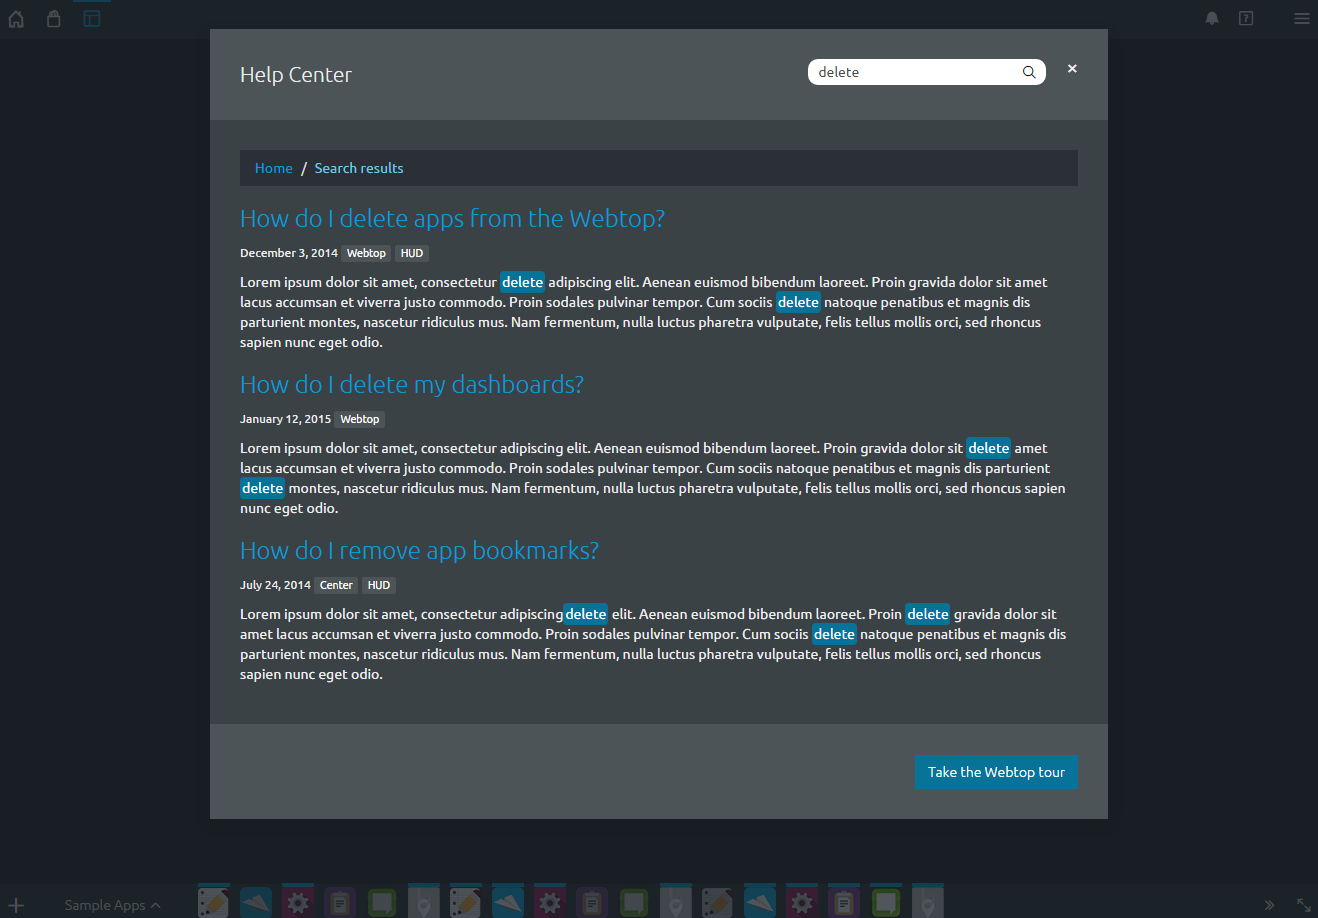 Help Center
delete
×
Home / Search results
How do I delete apps from the Webtop?
December 3, 2014 Webtop HUD
Lorem ipsum dolor sit amet, consectetur delete adipiscing elit. Aenean euismod bibendum laoreet. Proin gravida dolor sit amet
lacus accumsan et viverra justo commodo. Proin sodales pulvinar tempor. Cum sociis delete natoque penatibus et magnis dis
parturient montes, nascetur ridiculus mus. Nam fermentum, nulla luctus pharetra vulputate, felis tellus mollis orci, sed rhoncus
sapien nunc eget odio.
How do I delete my dashboards?
January 12, 2015 Webtop
Lorem ipsum dolor sit amet, consectetur adipiscing elit. Aenean euismod bibendum laoreet. Proin gravida dolor sit delete amet
lacus accumsan et viverra justo commodo. Proin sodales pulvinar tempor. Cum sociis natoque penatibus et magnis dis parturient
delete montes, nascetur ridiculus mus. Nam fermentum, nulla luctus pharetra vulputate, felis tellus mollis orci, sed rhoncus sapien
nunc eget odio.
How do I remove app bookmarks?
July 24, 2014 Center HUD
Lorem ipsum dolor sit amet, consectetur adipiscing delete elit. Aenean euismod bibendum laoreet. Proin delete gravida dolor sit
amet lacus accumsan et viverra justo commodo. Proin sodales pulvinar tempor. Cum sociis delete natoque penatibus et magnis dis
parturient montes, nascetur ridiculus mus. Nam fermentum, nulla luctus pharetra vulputate, felis tellus mollis orci, sed rhoncus
sapien nunc eget odio.
Take the Webtop tour
Sample Apps